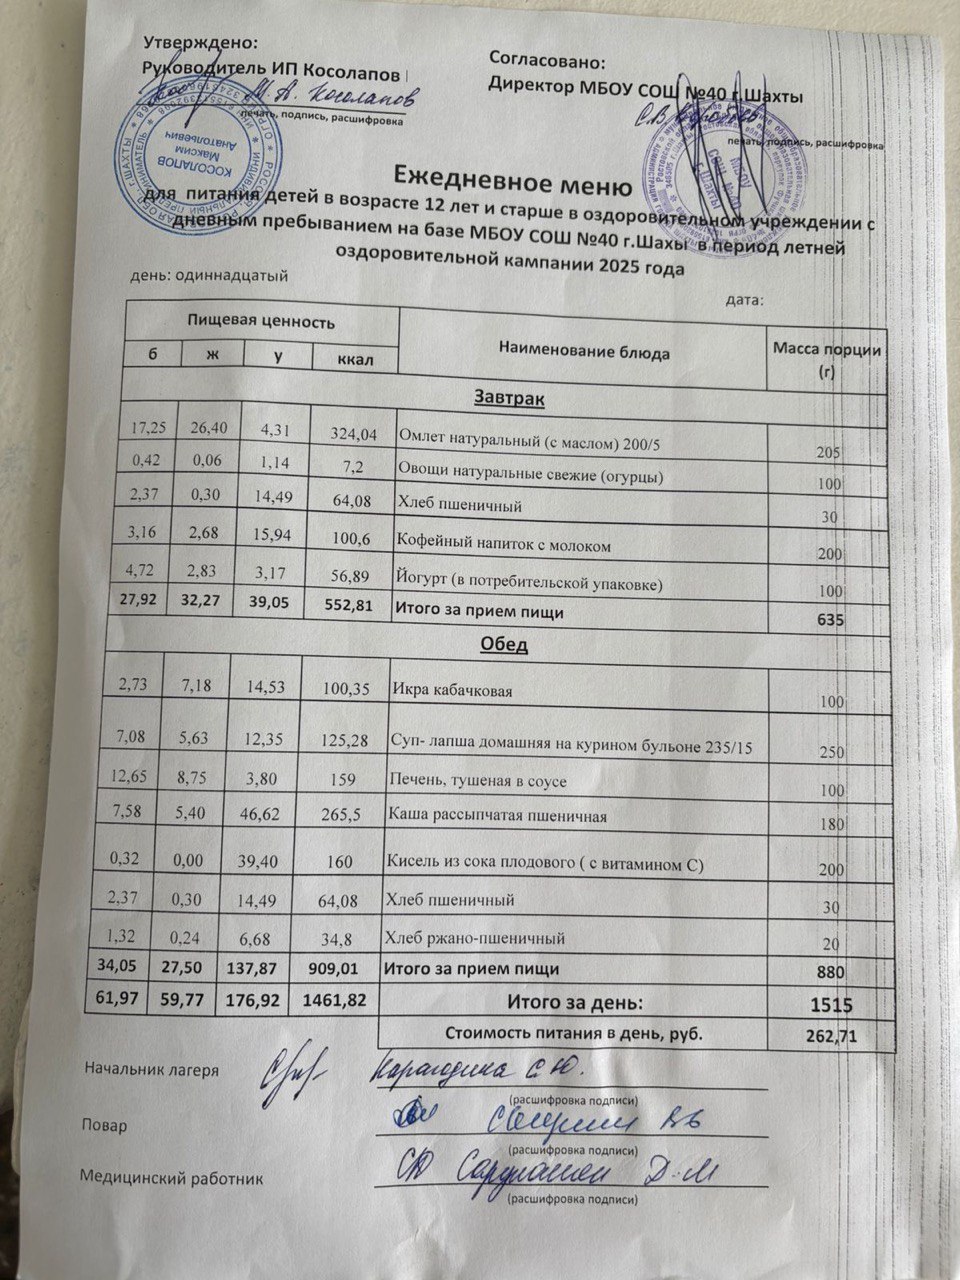 Утверждено:
Руководитель ИП Косолапов
М.А. Косолапов
печать, подпись, расшифровка
Согласовано:
Директор МБОУ СОШ №40 г.Шахты
С.В.
печать, подпись, расшифровка
КОСОЛАПОВ
Максим
Анатольевич
МБОУ
СОШ №40
г.Шахты
Ежедневное меню
для питания детей в возрасте 12 лет и старше в оздоровительном учреждении с
дневным пребыванием на базе МБОУ СОШ №40 г.Шахы в период летней
оздоровительной кампании 2025 года
день: одиннадцатый
дата:
Пищевая ценность Наименование блюда Масса порции (г)
б ж у ккал
Завтрак
17,25 26,40 4,31 324,04 Омлет натуральный (с маслом) 200/5 205
0,42 0,06 1,14 7,2 Овощи натуральные свежие (огурцы) 100
2,37 0,30 14,49 64,08 Хлеб пшеничный 30
3,16 2,68 15,94 100,6 Кофейный напиток с молоком 200
4,72 2,83 3,17 56,89 Йогурт (в потребительской упаковке) 100
27,92 32,27 39,05 552,81 Итого за прием пищи 635
Обед
2,73 7,18 14,53 100,35 Икра кабачковая 100
7,08 5,63 12,35 125,28 Суп- лапша домашняя на курином бульоне 235/15 250
12,65 8,75 3,80 159 Печень, тушеная в соусе 100
7,58 5,40 46,62 265,5 Каша рассыпчатая пшеничная 180
0,32 0,00 39,40 160 Кисель из сока плодового ( с витамином С) 200
2,37 0,30 14,49 64,08 Хлеб пшеничный 30
1,32 0,24 6,68 34,8 Хлеб ржано-пшеничный 20
34,05 27,50 137,87 909,01 Итого за прием пищи 880
61,97 59,77 176,92 1461,82 Итого за день: 1515
Стоимость питания в день, руб. 262,71
Начальник лагеря С.Ю.
(расшифровка подписи)
Повар
(расшифровка подписи)
Медицинский работник Д.М
(расшифровка подписи)